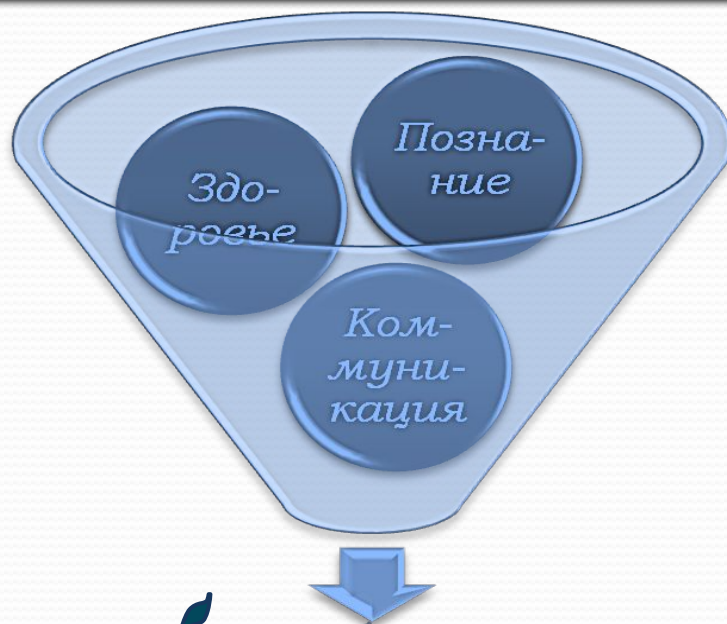 Позна-
ние
Здо-
ровье
Ком-
муни-
кация